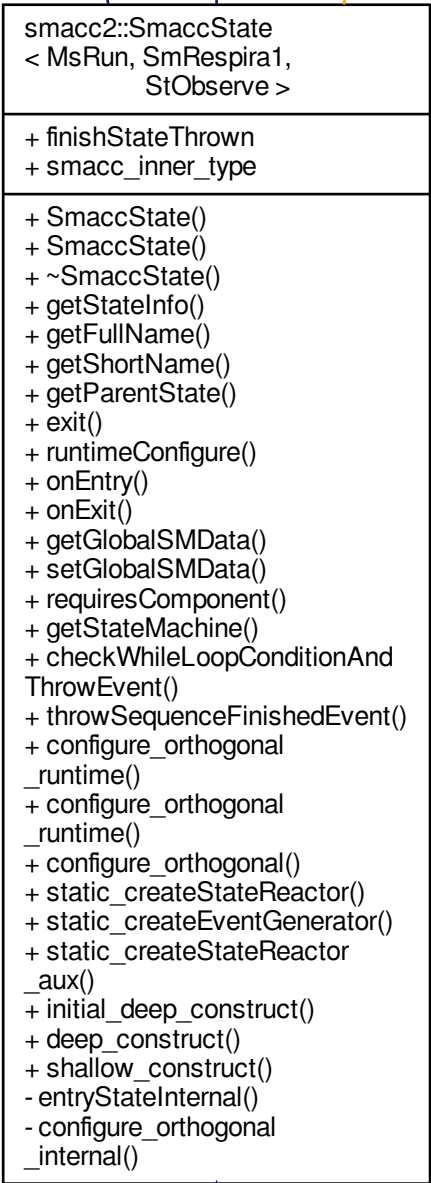 smacc2::SmaccState
< MsRun, SmRespira1,
StObserve >
+ finishStateThrown
+ smacc_inner_type
+ SmaccState()
+ SmaccState()
+ ~SmaccState()
+ getStateInfo()
+ getFullName()
+ getShortName()
+ getParentState()
+ exit()
+ runtimeConfigure()
+ onEntry()
+ onExit()
+ getGlobalSMData()
+ setGlobalSMData()
+ requiresComponent()
+ getStateMachine()
+ checkWhileLoopConditionAnd
ThrowEvent()
+ throwSequenceFinishedEvent()
+ configure_orthogonal
_runtime()
+ configure_orthogonal
_runtime()
+ configure_orthogonal()
+ static_createStateReactor()
+ static_createEventGenerator()
+ static_createStateReactor
_aux()
+ initial_deep_construct()
+ deep_construct()
+ shallow_construct()
- entryStateInternal()
- configure_orthogonal
_internal()